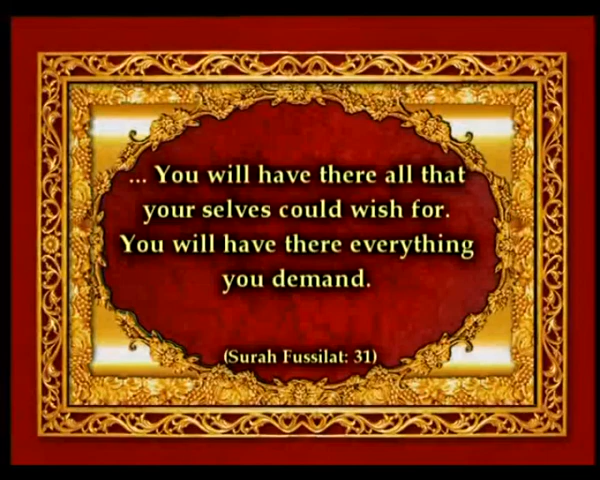 ... You will have there all that
your selves could wish for.
You will have there everything
you demand.
(Surah Fussilat: 31)